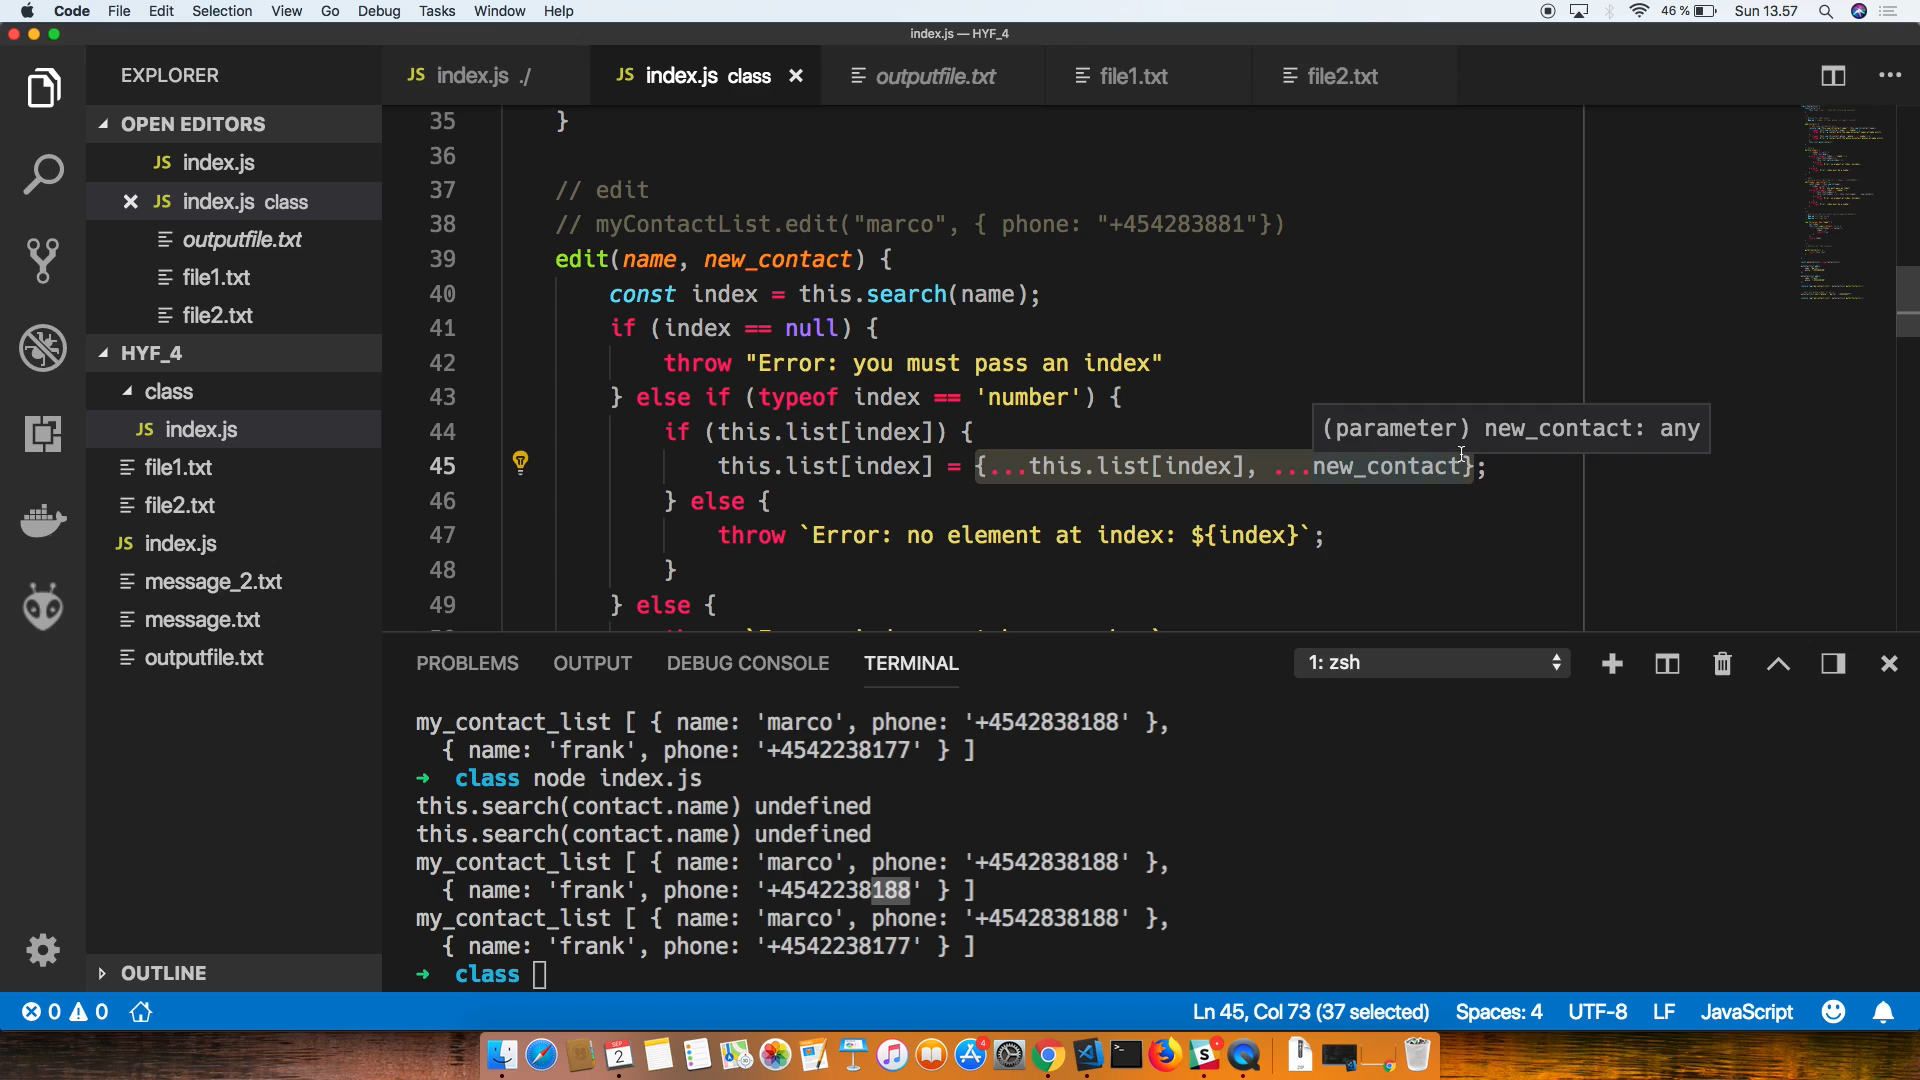 Code File Edit Selection View Go Debug Tasks Window Help 46 % Sun 13.57
index.js — HYF_4
EXPLORER
JS index.js ./ JS index.js class outputfile.txt file1.txt file2.txt
OPEN EDITORS
JS index.js
JS index.js class
outputfile.txt
file1.txt
file2.txt
HYF_4
class
JS index.js
file1.txt
file2.txt
JS index.js
message_2.txt
message.txt
outputfile.txt
OUTLINE
35 }
36
37 // edit
38 // myContactList.edit("marco", { phone: "+454283881"})
39 edit(name, new_contact) {
40 const index = this.search(name);
41 if (index == null) {
42 throw "Error: you must pass an index"
43 } else if (typeof index == 'number') {
44 if (this.list[index]) {
(parameter) new_contact: any
45 this.list[index] = {...this.list[index], ...new_contact};
46 } else {
47 throw `Error: no element at index: ${index}`;
48 }
49 } else {
PROBLEMS OUTPUT DEBUG CONSOLE TERMINAL 1: zsh
my_contact_list [ { name: 'marco', phone: '+4542838188' },
{ name: 'frank', phone: '+4542238177' } ]
➜ class node index.js
this.search(contact.name) undefined
this.search(contact.name) undefined
my_contact_list [ { name: 'marco', phone: '+4542838188' },
{ name: 'frank', phone: '+4542238188' } ]
my_contact_list [ { name: 'marco', phone: '+4542838188' },
{ name: 'frank', phone: '+4542238177' } ]
➜ class
0 0 Ln 45, Col 73 (37 selected) Spaces: 4 UTF-8 LF JavaScript
SEP
2
4